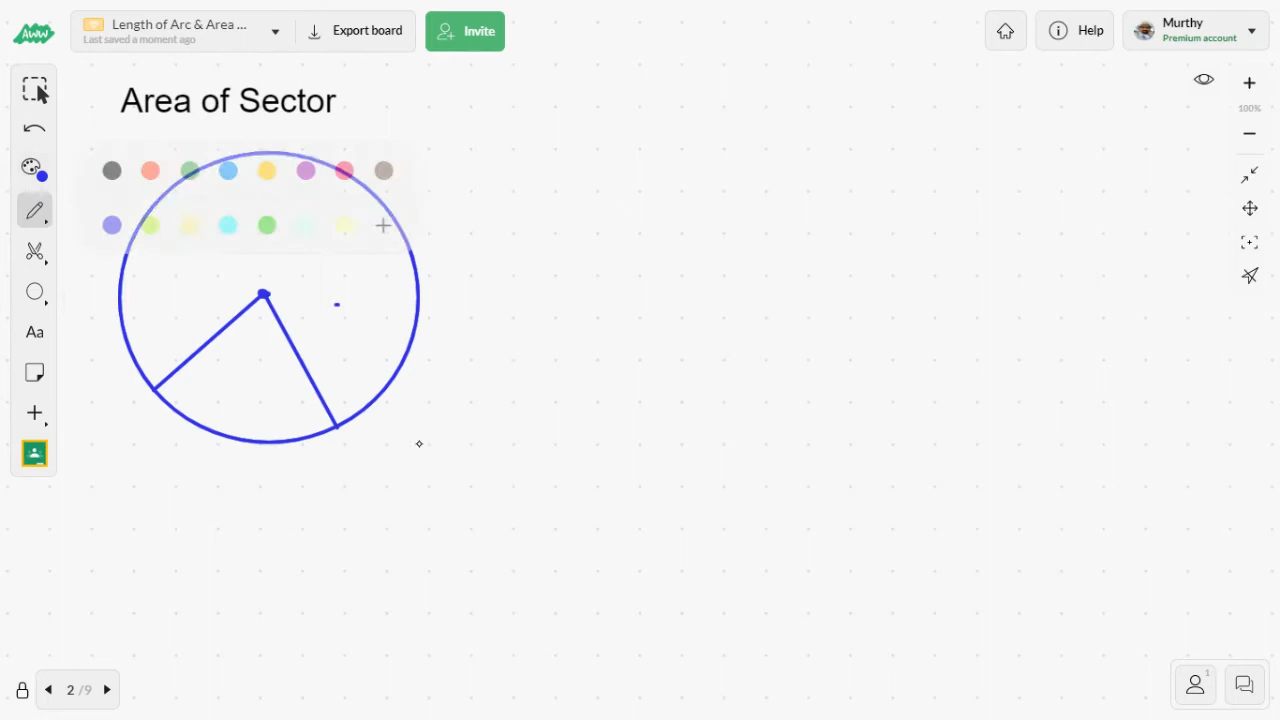 AWW
Length of Arc & Area ...
Last saved a moment ago
Export board
Invite
Help
Murthy
Premium account
Area of Sector
100%
Aa
2 /9
1